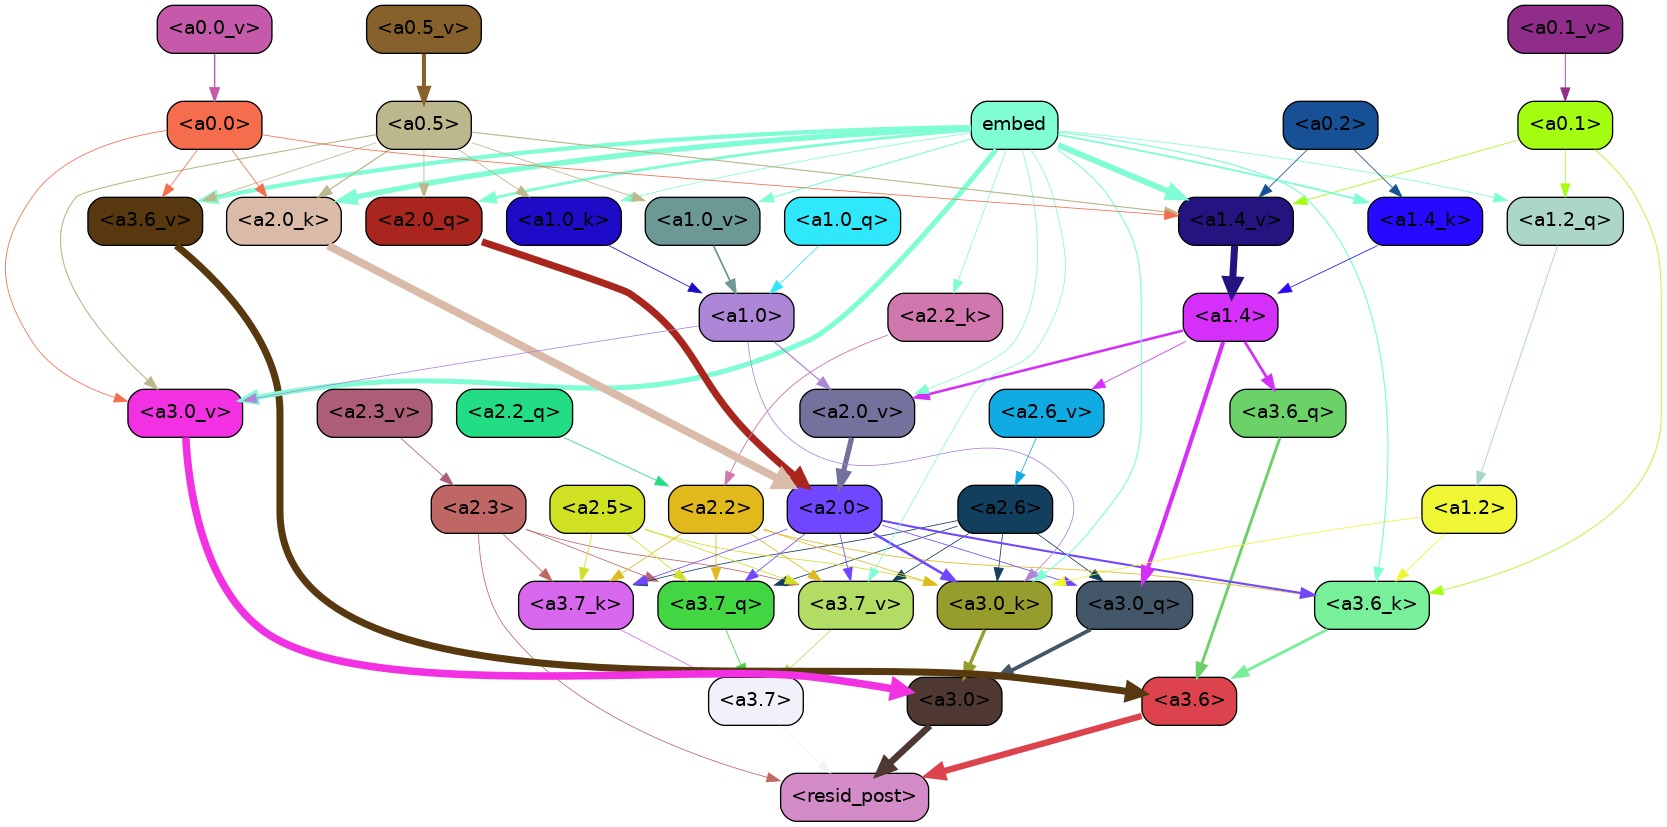 <a0.0_v> <a0.5_v> <a0.1_v>
<a0.0> <a0.5> embed <a0.2> <a0.1>
<a3.6_v> <a2.0_k> <a2.0_q> <a1.0_k> <a1.0_v> <a1.0_q> <a1.4_v> <a1.4_k> <a1.2_q>
<a1.0> <a2.2_k> <a1.4>
<a3.0_v> <a2.3_v> <a2.2_q> <a2.0_v> <a2.6_v> <a3.6_q>
<a2.3> <a2.5> <a2.2> <a2.0> <a2.6> <a1.2>
<a3.7_k> <a3.7_q> <a3.7_v> <a3.0_k> <a3.0_q> <a3.6_k>
<a3.7> <a3.0> <a3.6>
<resid_post>